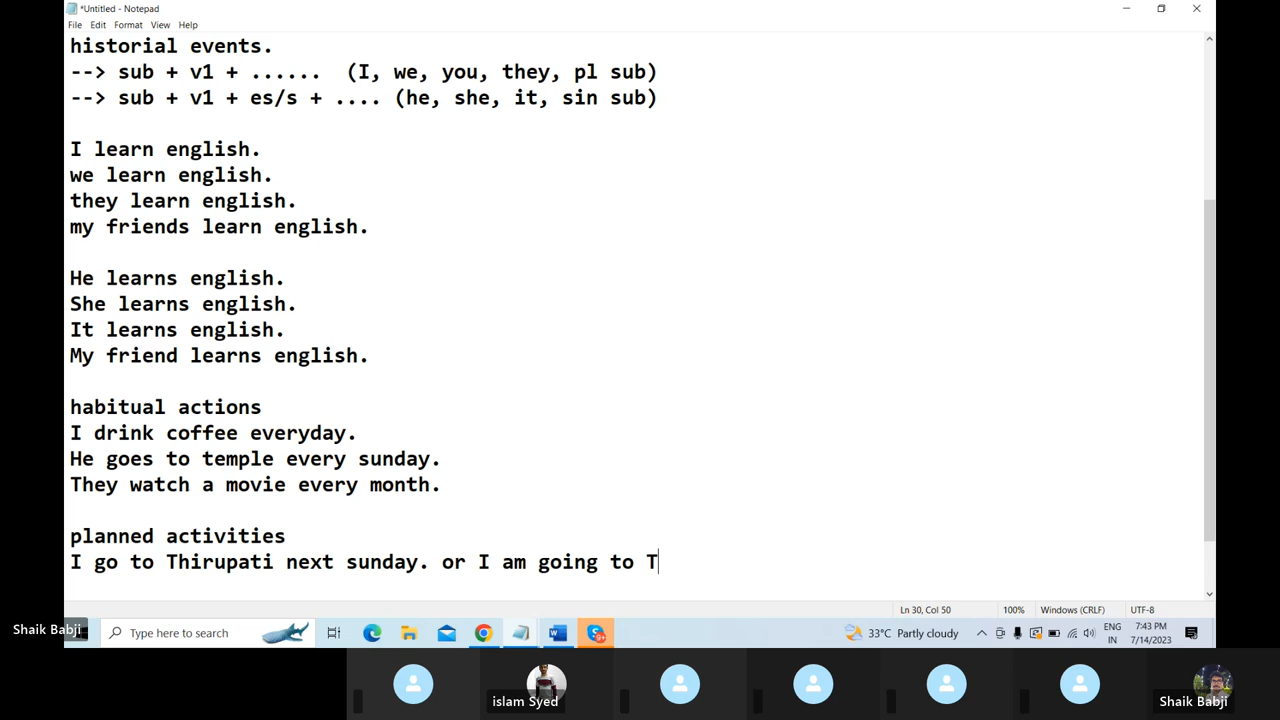 *Untitled - Notepad
File Edit Format View Help
historial events.
--> sub + v1 + ...... (I, we, you, they, pl sub)
--> sub + v1 + es/s + .... (he, she, it, sin sub)
I learn english.
we learn english.
they learn english.
my friends learn english.
He learns english.
She learns english.
It learns english.
My friend learns english.
habitual actions
I drink coffee everyday.
He goes to temple every sunday.
They watch a movie every month.
planned activities
I go to Thirupati next sunday. or I am going to T
Ln 30, Col 50 100% Windows (CRLF) UTF-8
Shaik Babji
Type here to search
33°C Partly cloudy
ENG
IN
7:43 PM
7/14/2023
islam Syed
Shaik Babji